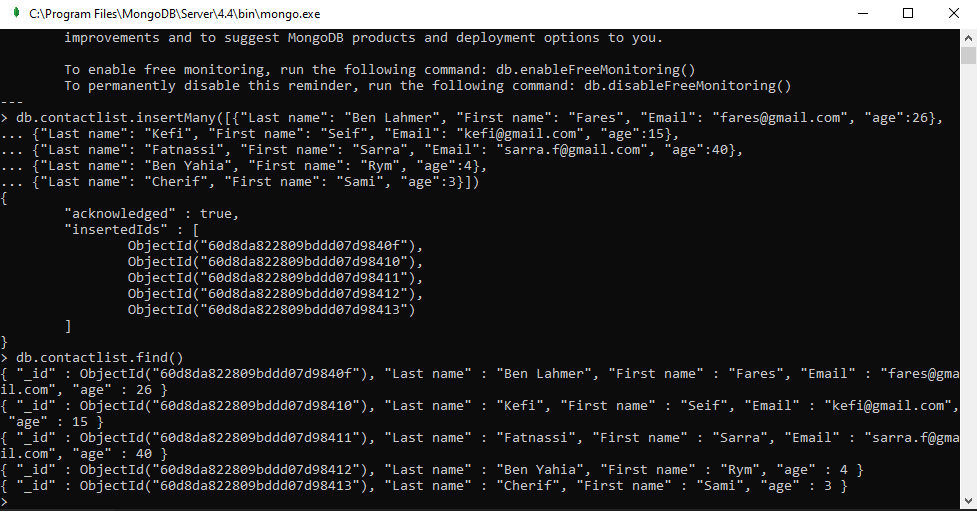 C:\Program Files\MongoDB\Server\4.4\bin\mongo.exe
improvements and to suggest MongoDB products and deployment options to you.
To enable free monitoring, run the following command: db.enableFreeMonitoring()
To permanently disable this reminder, run the following command: db.disableFreeMonitoring()
---
> db.contactlist.insertMany([{"Last name": "Ben Lahmer", "First name": "Fares", "Email": "fares@gmail.com", "age":26},
... {"Last name": "Kefi", "First name": "Seif", "Email": "kefi@gmail.com", "age":15},
... {"Last name": "Fatnassi", "First name": "Sarra", "Email": "sarra.f@gmail.com", "age":40},
... {"Last name": "Ben Yahia", "First name": "Rym", "age":4},
... {"Last name": "Cherif", "First name": "Sami", "age":3}])
{
"acknowledged" : true,
"insertedIds" : [
ObjectId("60d8da822809bddd07d9840f"),
ObjectId("60d8da822809bddd07d98410"),
ObjectId("60d8da822809bddd07d98411"),
ObjectId("60d8da822809bddd07d98412"),
ObjectId("60d8da822809bddd07d98413")
]
}
> db.contactlist.find()
{ "_id" : ObjectId("60d8da822809bddd07d9840f"), "Last name" : "Ben Lahmer", "First name" : "Fares", "Email" : "fares@gma
il.com", "age" : 26 }
{ "_id" : ObjectId("60d8da822809bddd07d98410"), "Last name" : "Kefi", "First name" : "Seif", "Email" : "kefi@gmail.com",
"age" : 15 }
{ "_id" : ObjectId("60d8da822809bddd07d98411"), "Last name" : "Fatnassi", "First name" : "Sarra", "Email" : "sarra.f@gma
il.com", "age" : 40 }
{ "_id" : ObjectId("60d8da822809bddd07d98412"), "Last name" : "Ben Yahia", "First name" : "Rym", "age" : 4 }
{ "_id" : ObjectId("60d8da822809bddd07d98413"), "Last name" : "Cherif", "First name" : "Sami", "age" : 3 }
>